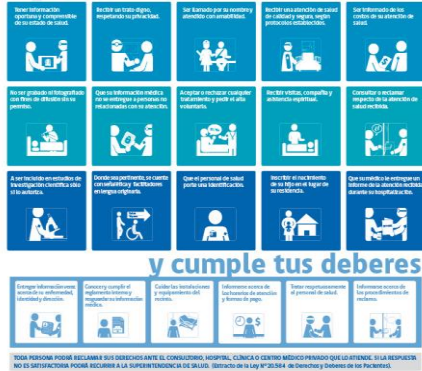 Tener información
oportuna y comprensible
de su estado de salud.
Recibir un trato digno,
respetando su privacidad.
Ser llamado por su nombre y
atendido con amabilidad.
Recibir una atención de salud
de calidad y segura, según
protocolos establecidos.
Ser informado de los
costos de su atención de
salud.
No ser grabado ni fotografiado
con fines de difusión sin su
permiso.
Que su información médica
no se entregue a personas no
relacionadas con su atención.
Aceptar o rechazar cualquier
tratamiento y pedir el alta
voluntaria.
Recibir visitas, compañía y
asistencia espiritual.
Consultar o reclamar
respecto de la atención de
salud recibida.
A ser incluido en estudios de
investigación científica sólo
si lo autoriza.
Donde sea pertinente, se cuente
con señalética y facilitadores
en lengua originaria.
Que el personal de salud
porte una identificación.
Inscribir el nacimiento
de su hijo en el lugar de
su residencia.
Que su médico le entregue un
informe de la atención recibida
durante su hospitalización.
y cumple tus deberes
Entregar información veraz
acerca de su enfermedad,
identidad y dirección.
Conocer y cumplir el
reglamento interno y
resguardar su información
médica.
Cuidar las instalaciones
y equipamiento del
recinto.
Informarse acerca de
los horarios de atención
y formas de pago.
Tratar respetuosamente
al personal de salud.
Informarse acerca de
los procedimientos de
reclamo.
TODA PERSONA PODRÁ RECLAMAR SUS DERECHOS ANTE EL CONSULTORIO, HOSPITAL, CLÍNICA O CENTRO MÉDICO PRIVADO QUE LO ATIENDE. SI LA RESPUESTA
NO ES SATISFACTORIA PODRÁ RECURRIR A LA SUPERINTENDENCIA DE SALUD. (Extracto de la Ley Nº20.584 de Derechos y Deberes de los Pacientes).